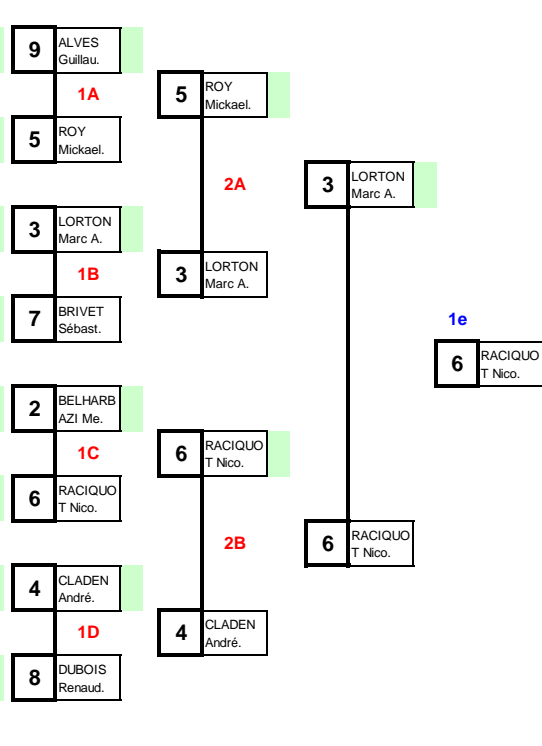 9
ALVES
Guillau.
1A
5
ROY
Mickael.
3
LORTON
Marc A.
1B
7
BRIVET
Sébast.
2
BELHARB
AZI Me.
1C
6
RACIQUO
T Nico.
4
CLADEN
André.
1D
8
DUBOIS
Renaud.
5
ROY
Mickael.
2A
3
LORTON
Marc A.
6
RACIQUO
T Nico.
2B
4
CLADEN
André.
3
LORTON
Marc A.
6
RACIQUO
T Nico.
1e
6
RACIQUO
T Nico.